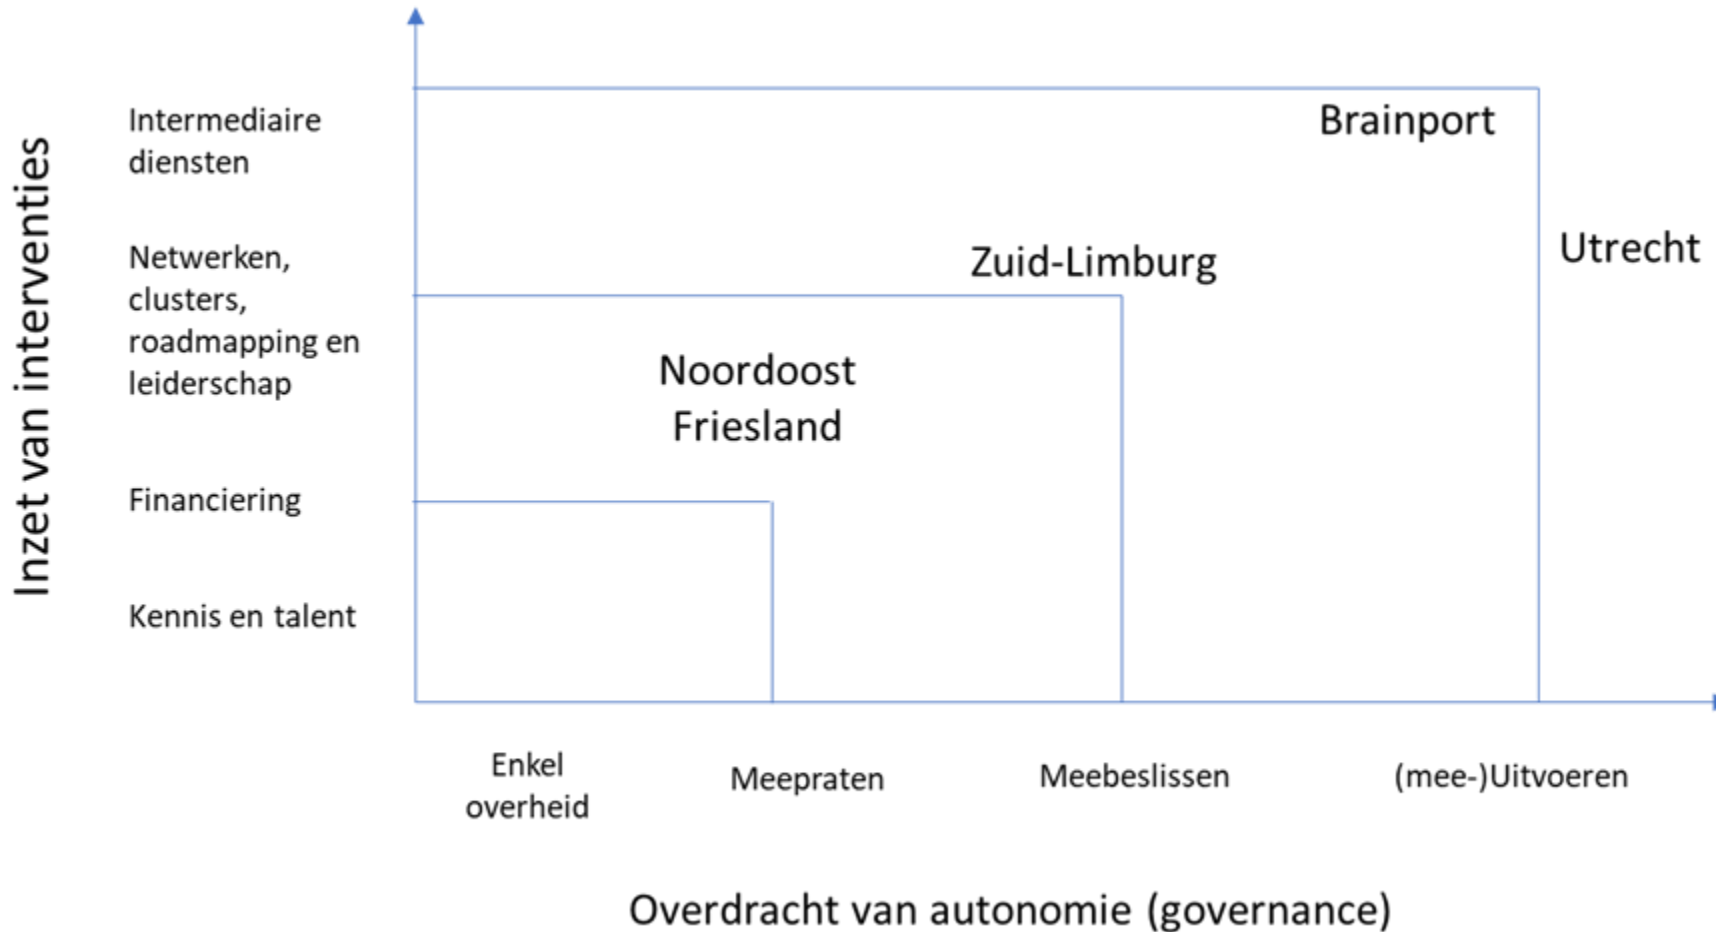 Inzet van interventies
Intermediaire
diensten
Netwerken,
clusters,
roadmapping en
leiderschap
Financiering
Kennis en talent
Brainport
Utrecht
Zuid-Limburg
Noordoost
Friesland
Enkel
overheid
Meepraten
Meebeslissen
(mee-)Uitvoeren
Overdracht van autonomie (governance)